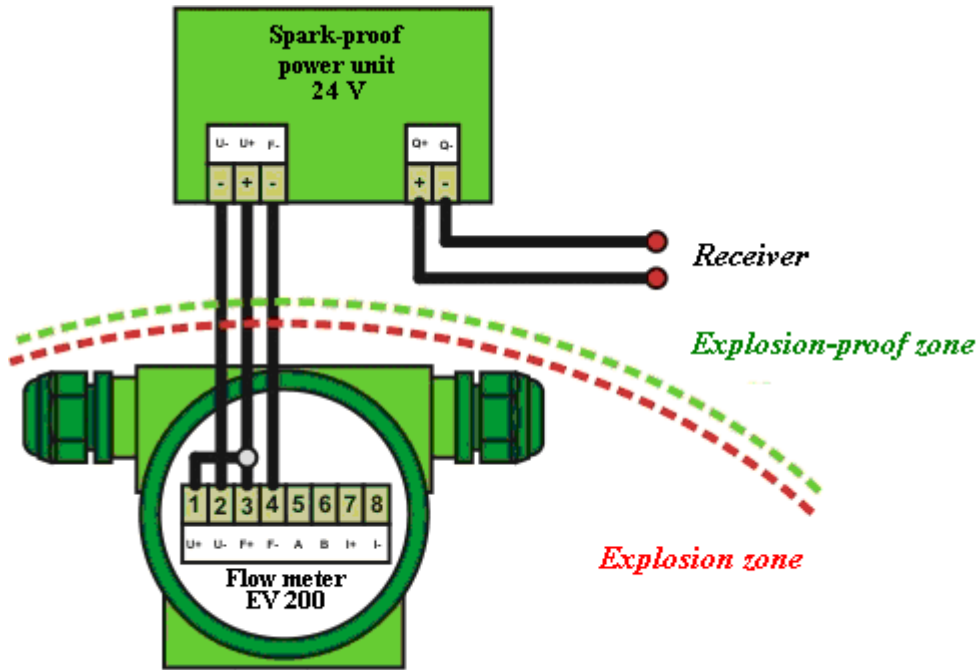 Spark-proof
power unit
24 V
U- U+ F- Q+ Q-
- + - + -
Receiver
Explosion-proof zone
1 2 3 4 5 6 7 8
U+ U- F+ F- A B I+ I-
Explosion zone
Flow meter
EV 200